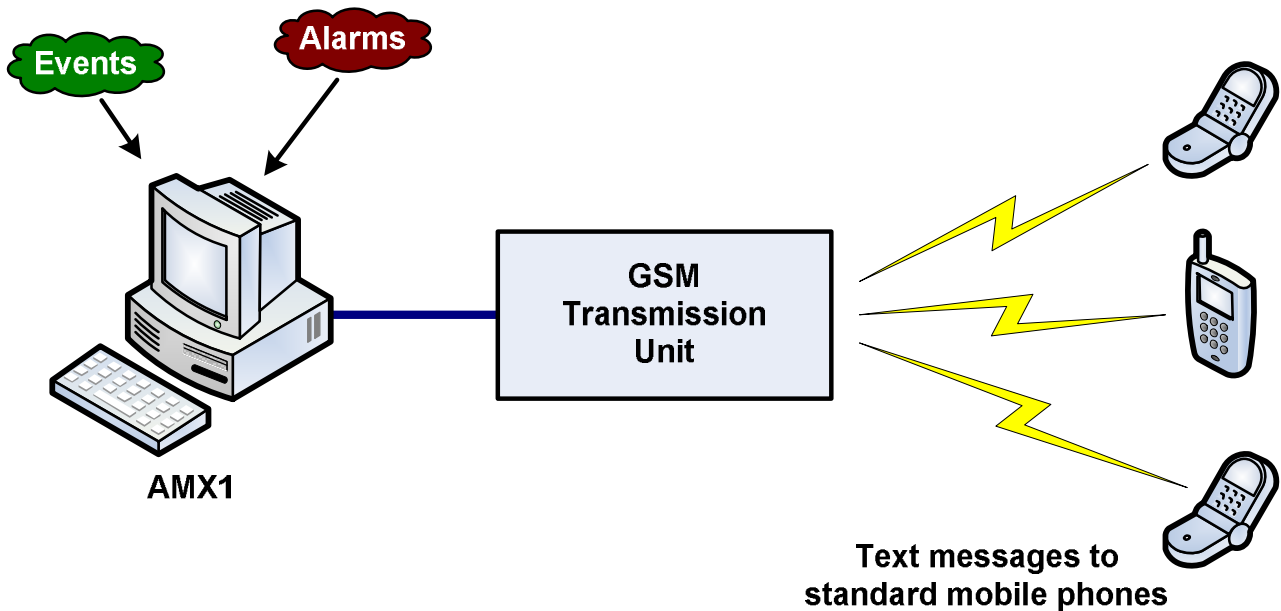 Events
Alarms
GSM
Transmission
Unit
AMX1
Text messages to
standard mobile phones